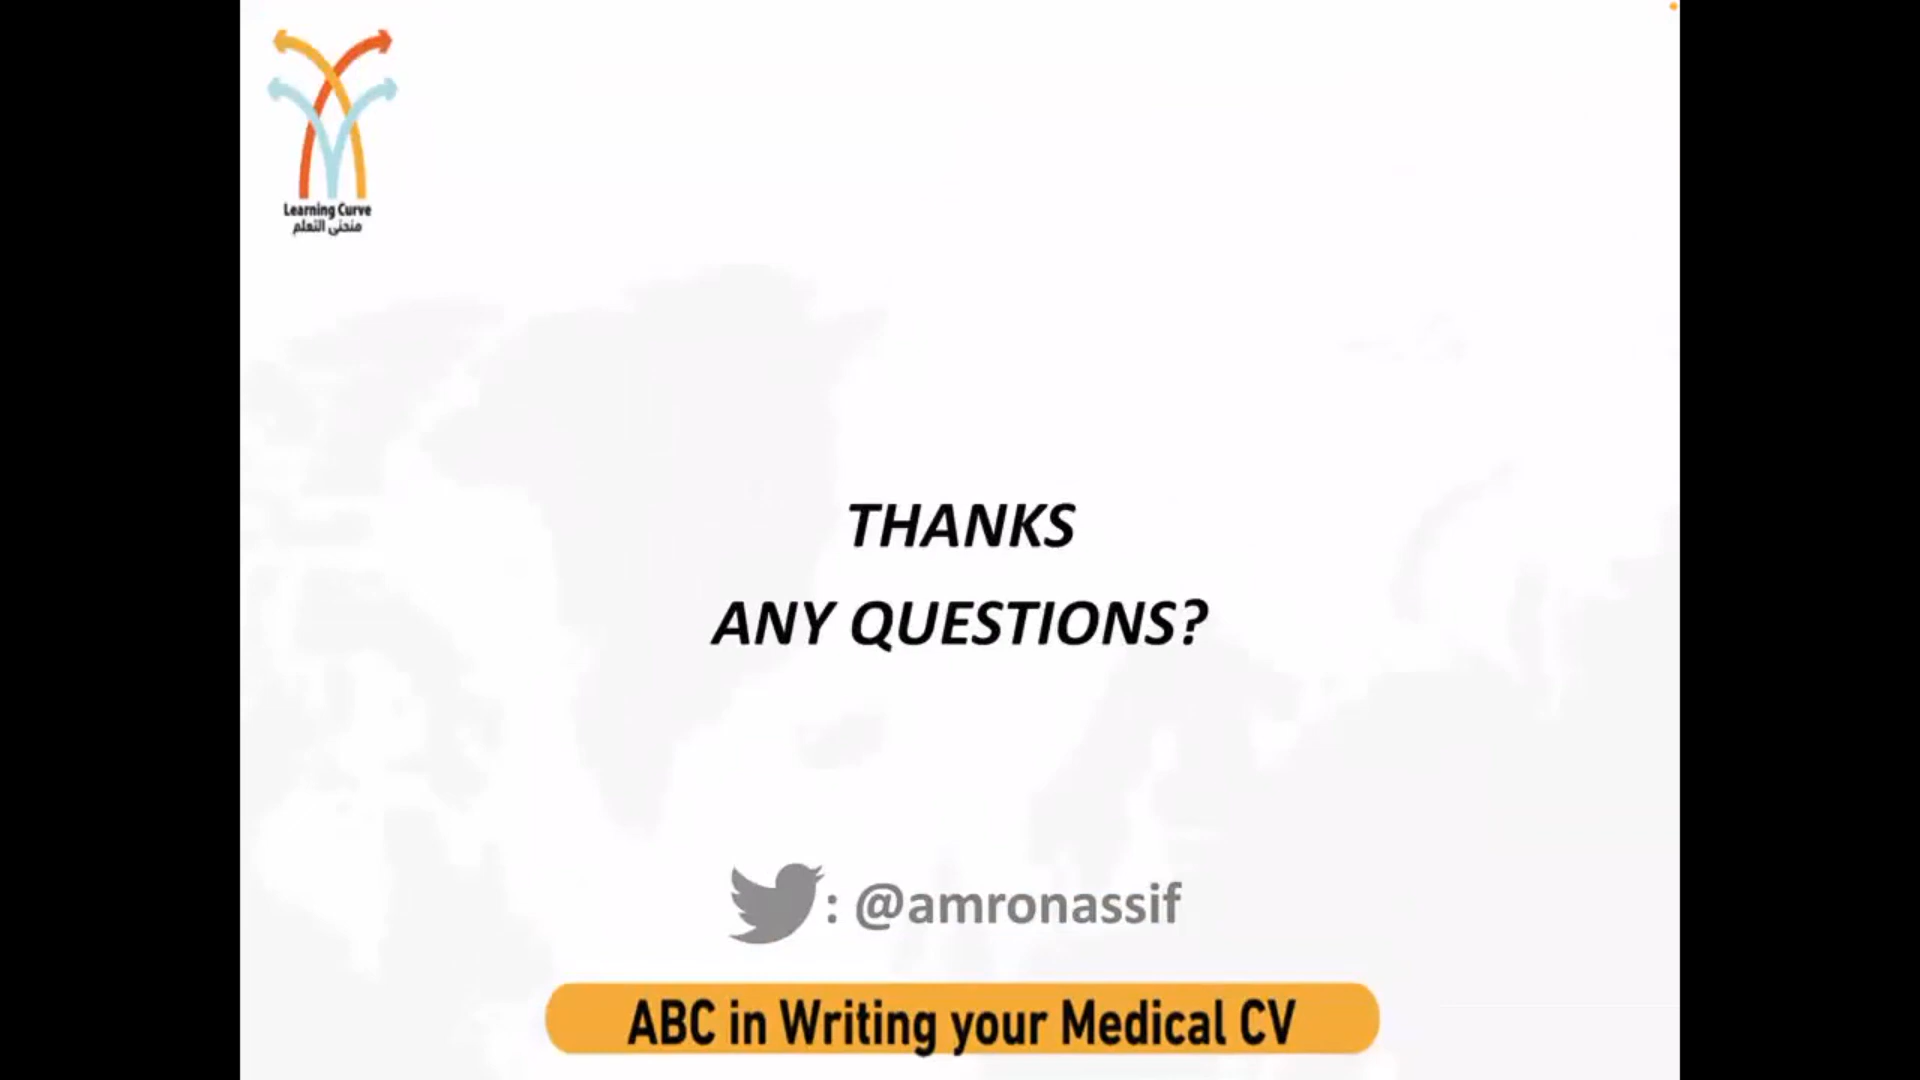 Learning Curve
منحنى التعلم
THANKS
ANY QUESTIONS?
: @amronassif
ABC in Writing your Medical CV